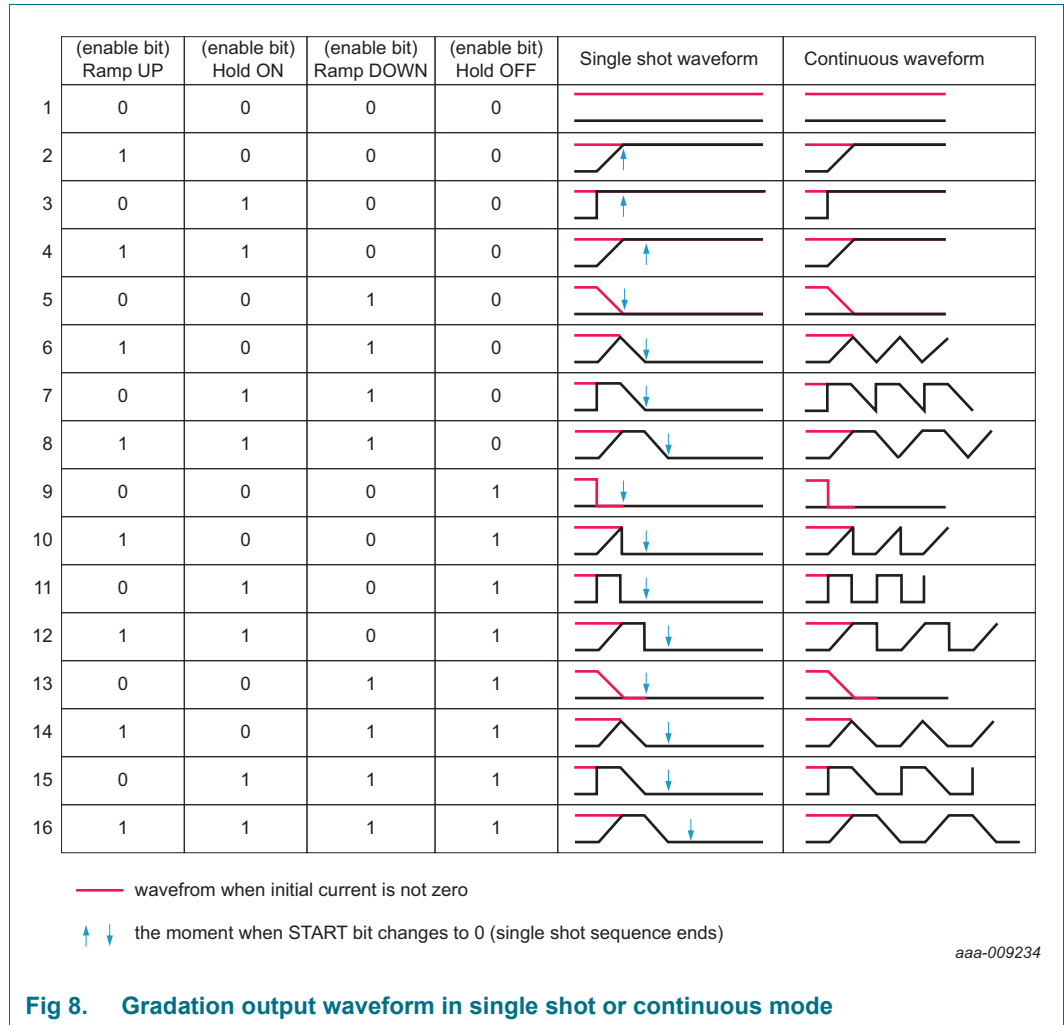 (enable bit) Ramp UP (enable bit) Hold ON (enable bit) Ramp DOWN (enable bit) Hold OFF Single shot waveform Continuous waveform
1 0 0 0 0
2 1 0 0 0
3 0 1 0 0
4 1 1 0 0
5 0 0 1 0
6 1 0 1 0
7 0 1 1 0
8 1 1 1 0
9 0 0 0 1
10 1 0 0 1
11 0 1 0 1
12 1 1 0 1
13 0 0 1 1
14 1 0 1 1
15 0 1 1 1
16 1 1 1 1
wavefrom when initial current is not zero
the moment when START bit changes to 0 (single shot sequence ends)
aaa-009234
Fig 8. Gradation output waveform in single shot or continuous mode